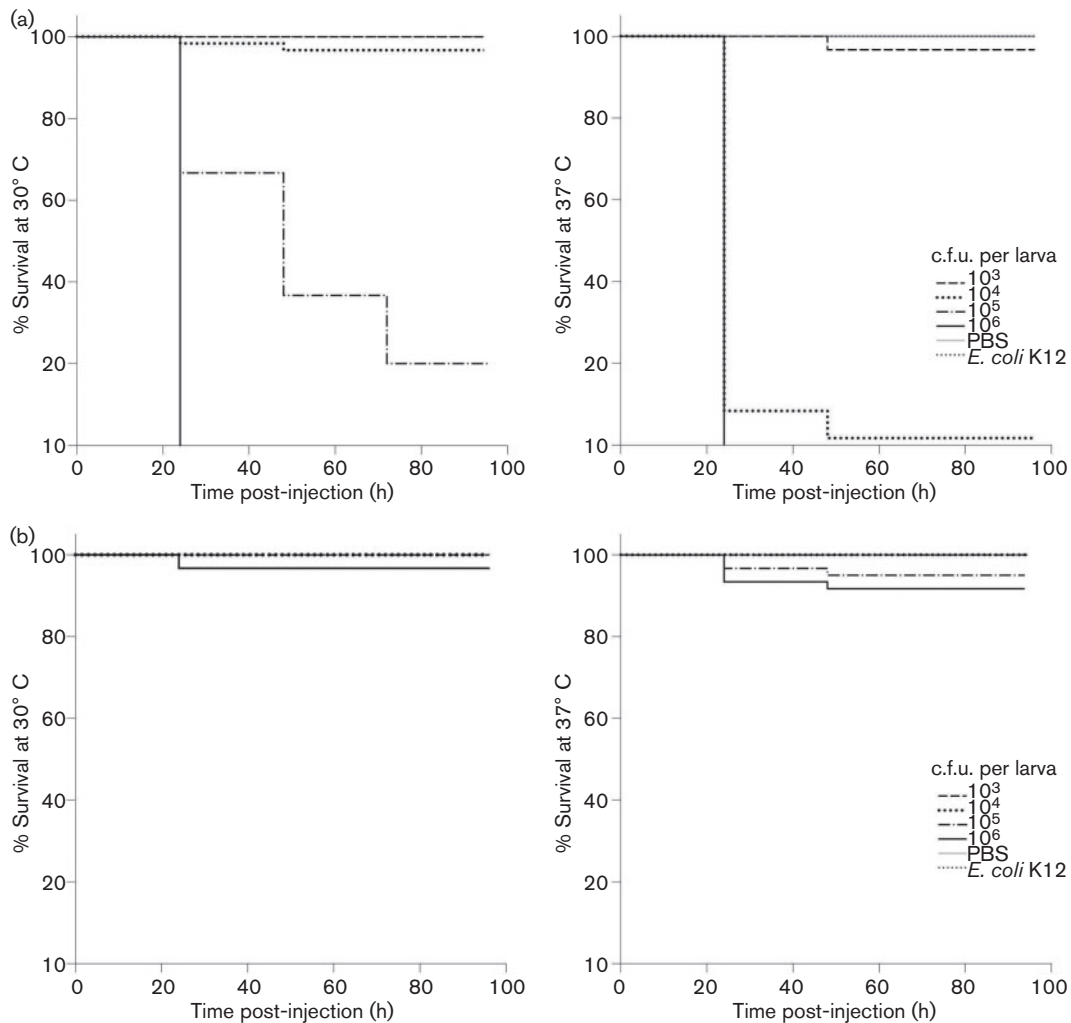 (a)
100
80
60
40
20
10
% Survival at 30° C
0 20 40 60 80 100
Time post-injection (h)
100
80
60
40
20
10
% Survival at 37° C
0 20 40 60 80 100
Time post-injection (h)
c.f.u. per larva
10³
10⁴
10⁵
10⁶
PBS
E. coli K12
(b)
100
80
60
40
20
10
% Survival at 30° C
0 20 40 60 80 100
Time post-injection (h)
100
80
60
40
20
10
% Survival at 37° C
0 20 40 60 80 100
Time post-injection (h)
c.f.u. per larva
10³
10⁴
10⁵
10⁶
PBS
E. coli K12